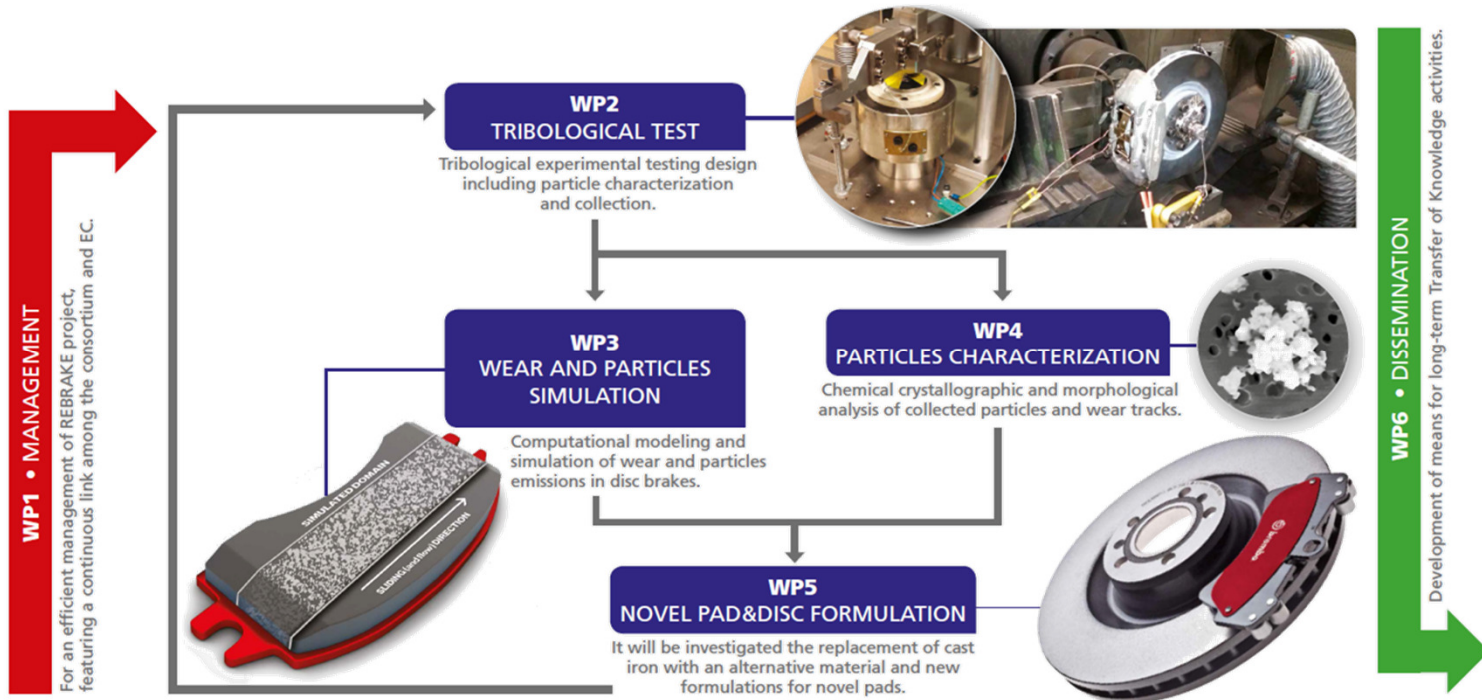 WP1 • MANAGEMENT
For an efficient management of REBRAKE project,
featuring a continuous link among the consortium and EC.
WP2
TRIBOLOGICAL TEST
Tribological experimental testing design
including particle characterization
and collection.
WP3
WEAR AND PARTICLES
SIMULATION
Computational modeling and
simulation of wear and particles
emissions in disc brakes.
SIMULATED DOMAIN
SLIDING (and flow) DIRECTION
WP4
PARTICLES CHARACTERIZATION
Chemical crystallographic and morphological
analysis of collected particles and wear tracks.
WP5
NOVEL PAD&DISC FORMULATION
It will be investigated the replacement of cast
iron with an alternative material and new
formulations for novel pads.
brembo
WP6 • DISSEMINATION
Development of means for long-term Transfer of Knowledge activities.